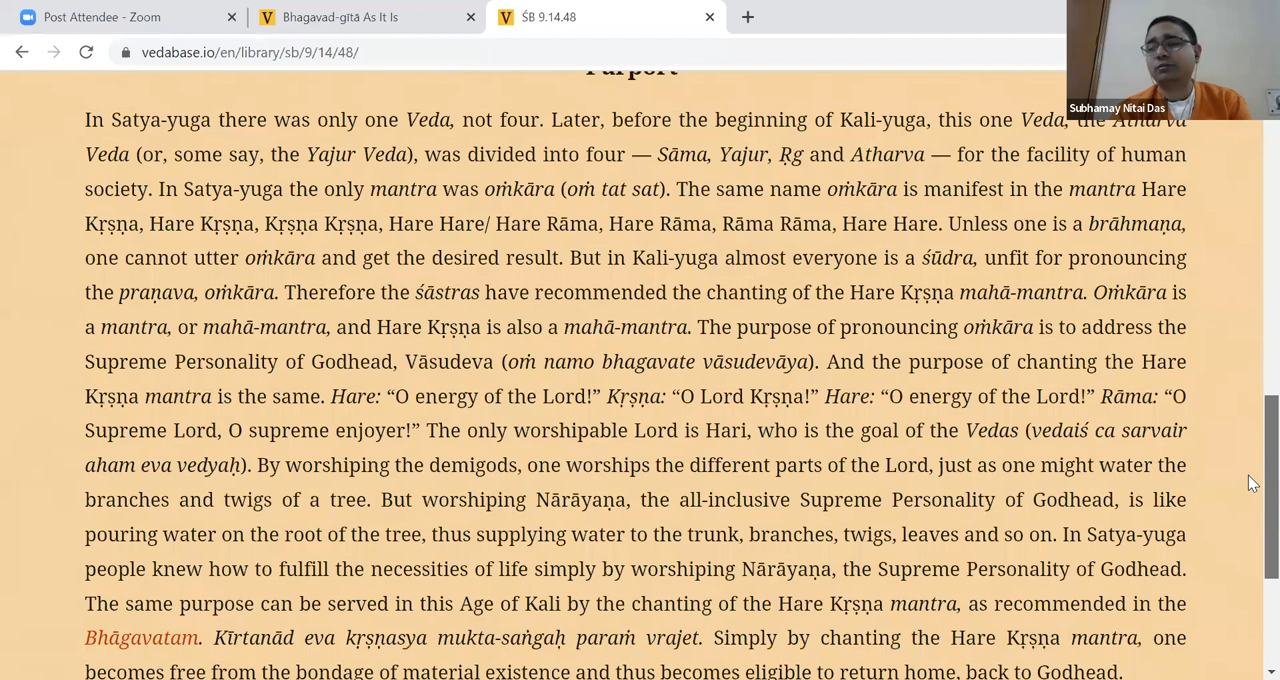 Post Attendee - Zoom
Bhagavad-gītā As It Is
ŚB 9.14.48
vedabase.io/en/library/sb/9/14/48/
Subhamay Nitai Das
Purport
In Satya-yuga there was only one Veda, not four. Later, before the beginning of Kali-yuga, this one Veda, the Atharva
Veda (or, some say, the Yajur Veda), was divided into four — Sāma, Yajur, Ṛg and Atharva — for the facility of human
society. In Satya-yuga the only mantra was oṁkāra (oṁ tat sat). The same name oṁkāra is manifest in the mantra Hare
Kṛṣṇa, Hare Kṛṣṇa, Kṛṣṇa Kṛṣṇa, Hare Hare/ Hare Rāma, Hare Rāma, Rāma Rāma, Hare Hare. Unless one is a brāhmaṇa,
one cannot utter oṁkāra and get the desired result. But in Kali-yuga almost everyone is a śūdra, unfit for pronouncing
the praṇava, oṁkāra. Therefore the śāstras have recommended the chanting of the Hare Kṛṣṇa mahā-mantra. Oṁkāra is
a mantra, or mahā-mantra, and Hare Kṛṣṇa is also a mahā-mantra. The purpose of pronouncing oṁkāra is to address the
Supreme Personality of Godhead, Vāsudeva (oṁ namo bhagavate vāsudevāya). And the purpose of chanting the Hare
Kṛṣṇa mantra is the same. Hare: “O energy of the Lord!” Kṛṣṇa: “O Lord Kṛṣṇa!” Hare: “O energy of the Lord!” Rāma: “O
Supreme Lord, O supreme enjoyer!” The only worshipable Lord is Hari, who is the goal of the Vedas (vedaiś ca sarvair
aham eva vedyaḥ). By worshiping the demigods, one worships the different parts of the Lord, just as one might water the
branches and twigs of a tree. But worshiping Nārāyaṇa, the all-inclusive Supreme Personality of Godhead, is like
pouring water on the root of the tree, thus supplying water to the trunk, branches, twigs, leaves and so on. In Satya-yuga
people knew how to fulfill the necessities of life simply by worshiping Nārāyaṇa, the Supreme Personality of Godhead.
The same purpose can be served in this Age of Kali by the chanting of the Hare Kṛṣṇa mantra, as recommended in the
Bhāgavatam. Kīrtanād eva kṛṣṇasya mukta-saṅgaḥ paraṁ vrajet. Simply by chanting the Hare Kṛṣṇa mantra, one
becomes free from the bondage of material existence and thus becomes eligible to return home, back to Godhead.